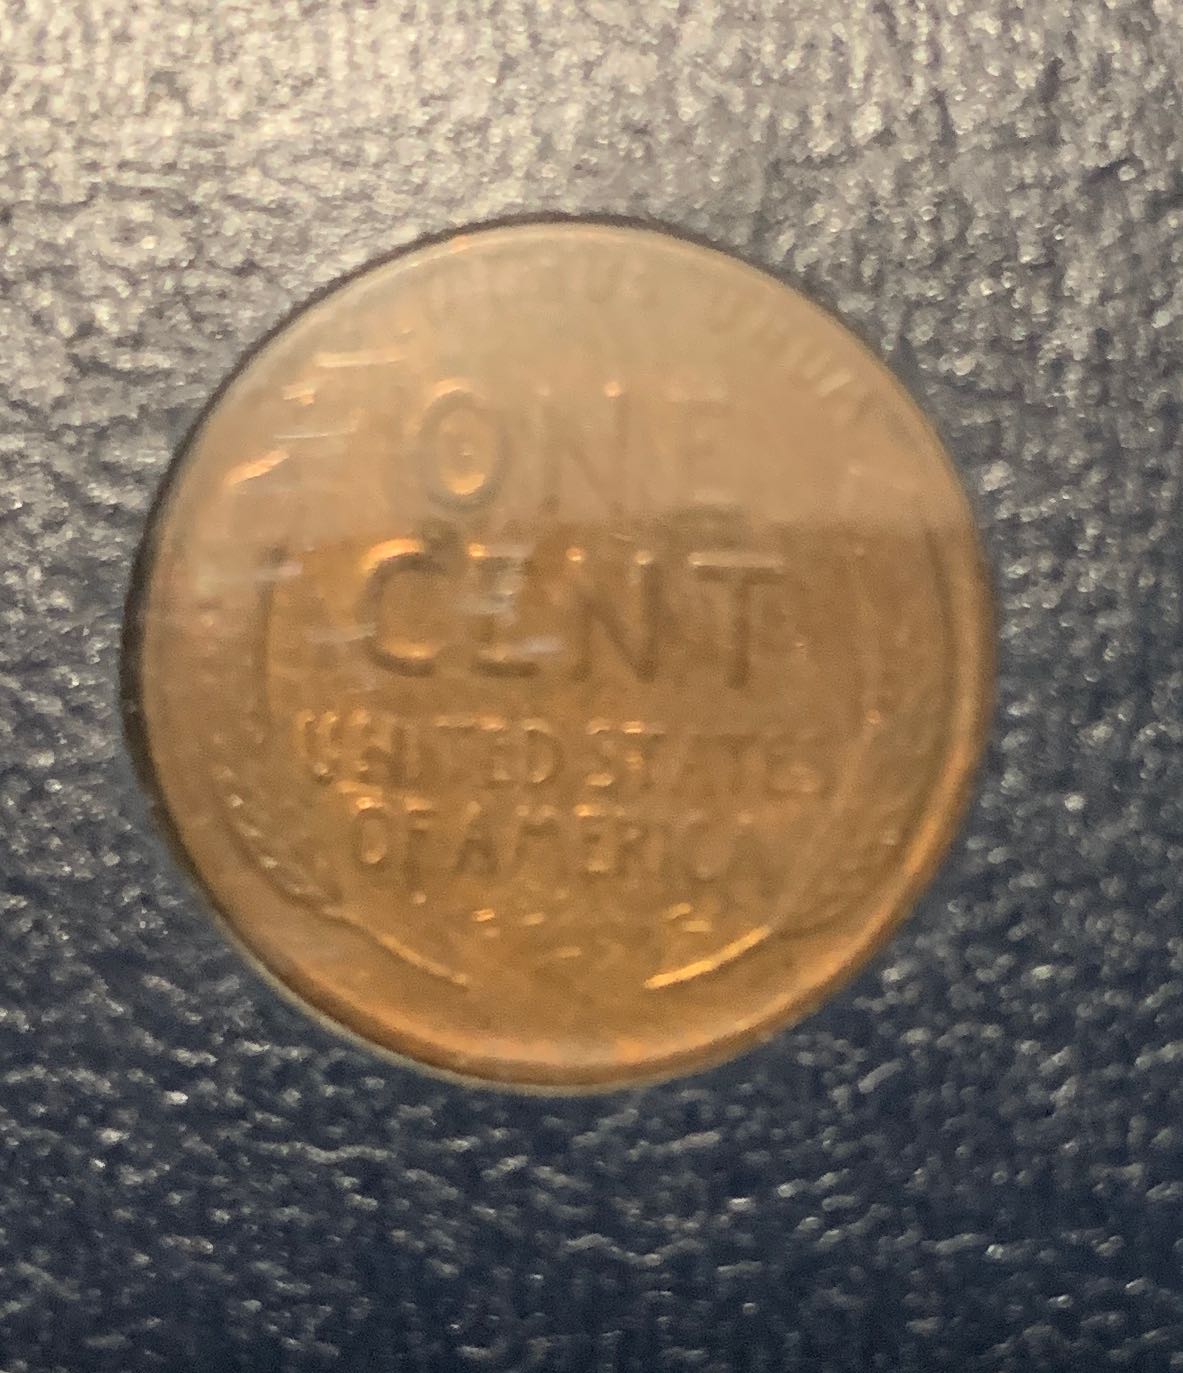 ONE
CENT
UNITED STATES
OF AMERICA